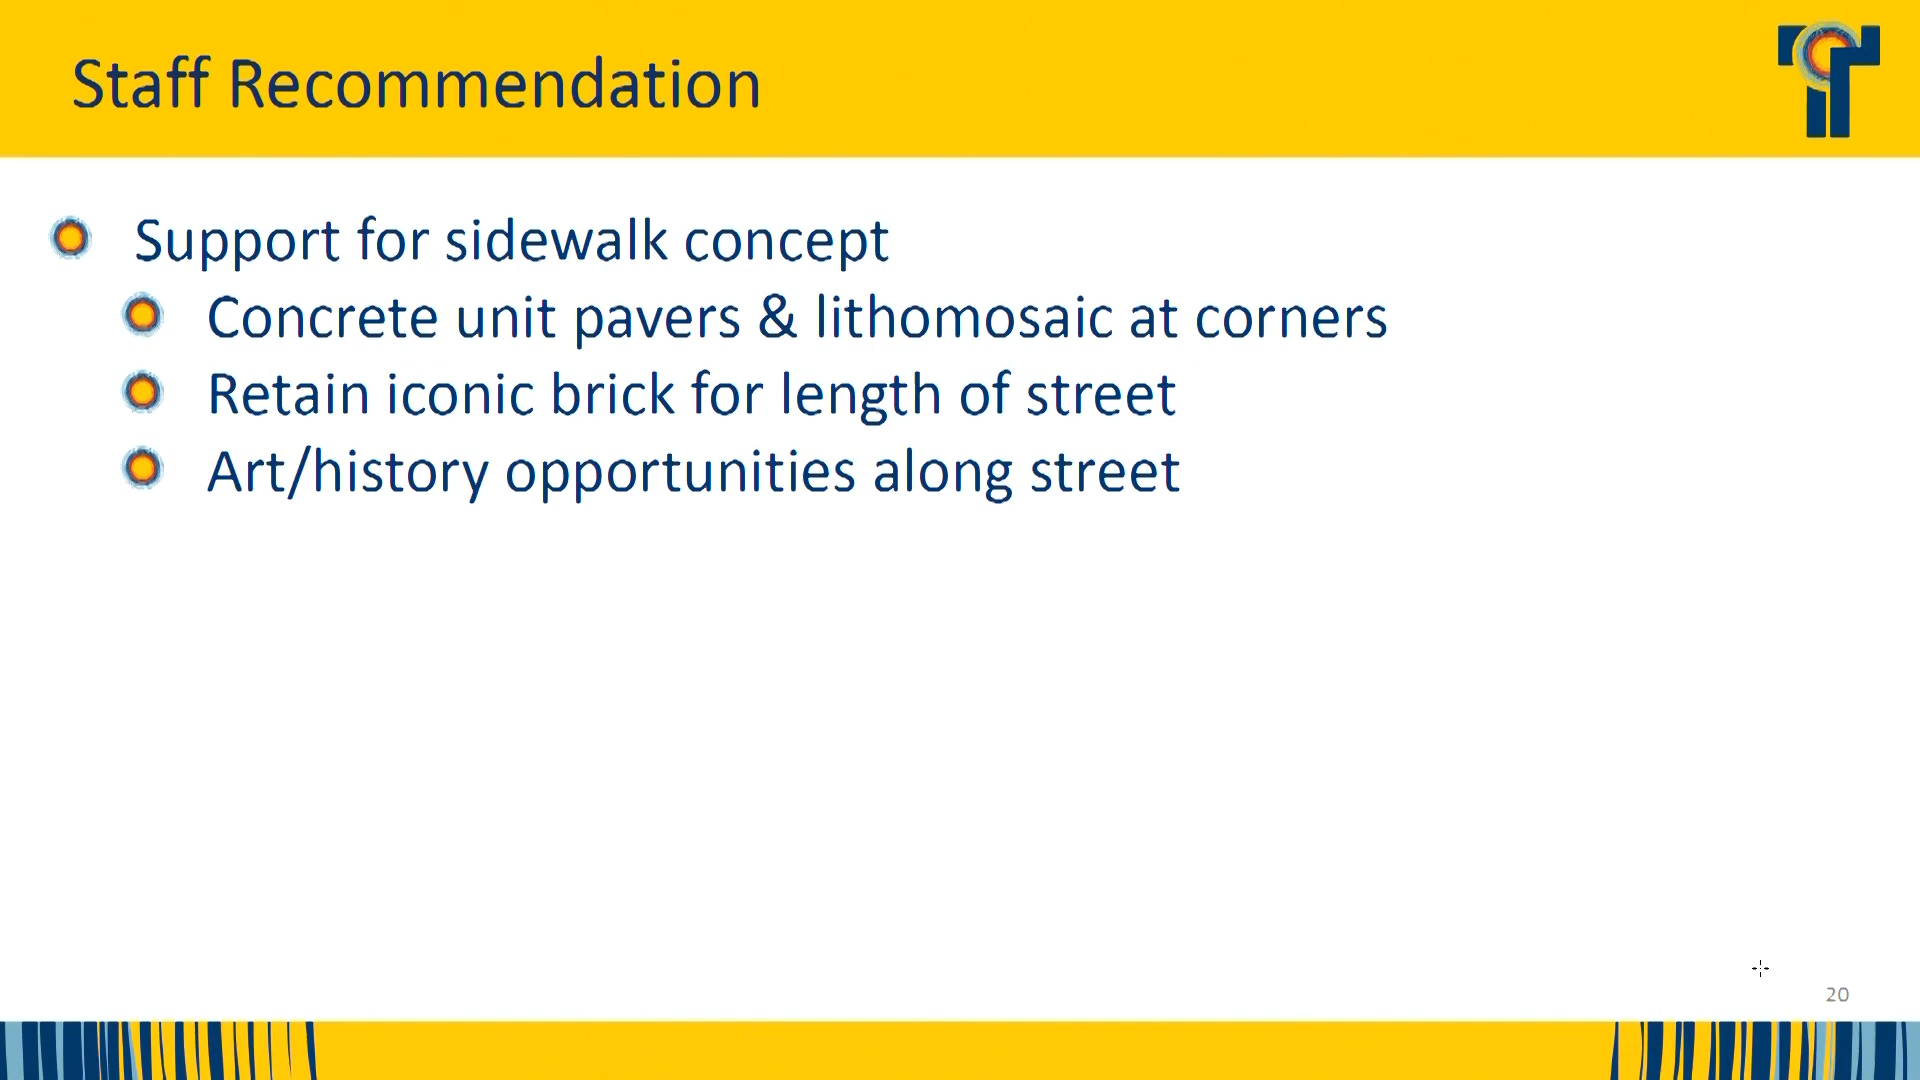 Staff Recommendation
Support for sidewalk concept
Concrete unit pavers & lithomosaic at corners
Retain iconic brick for length of street
Art/history opportunities along street
20